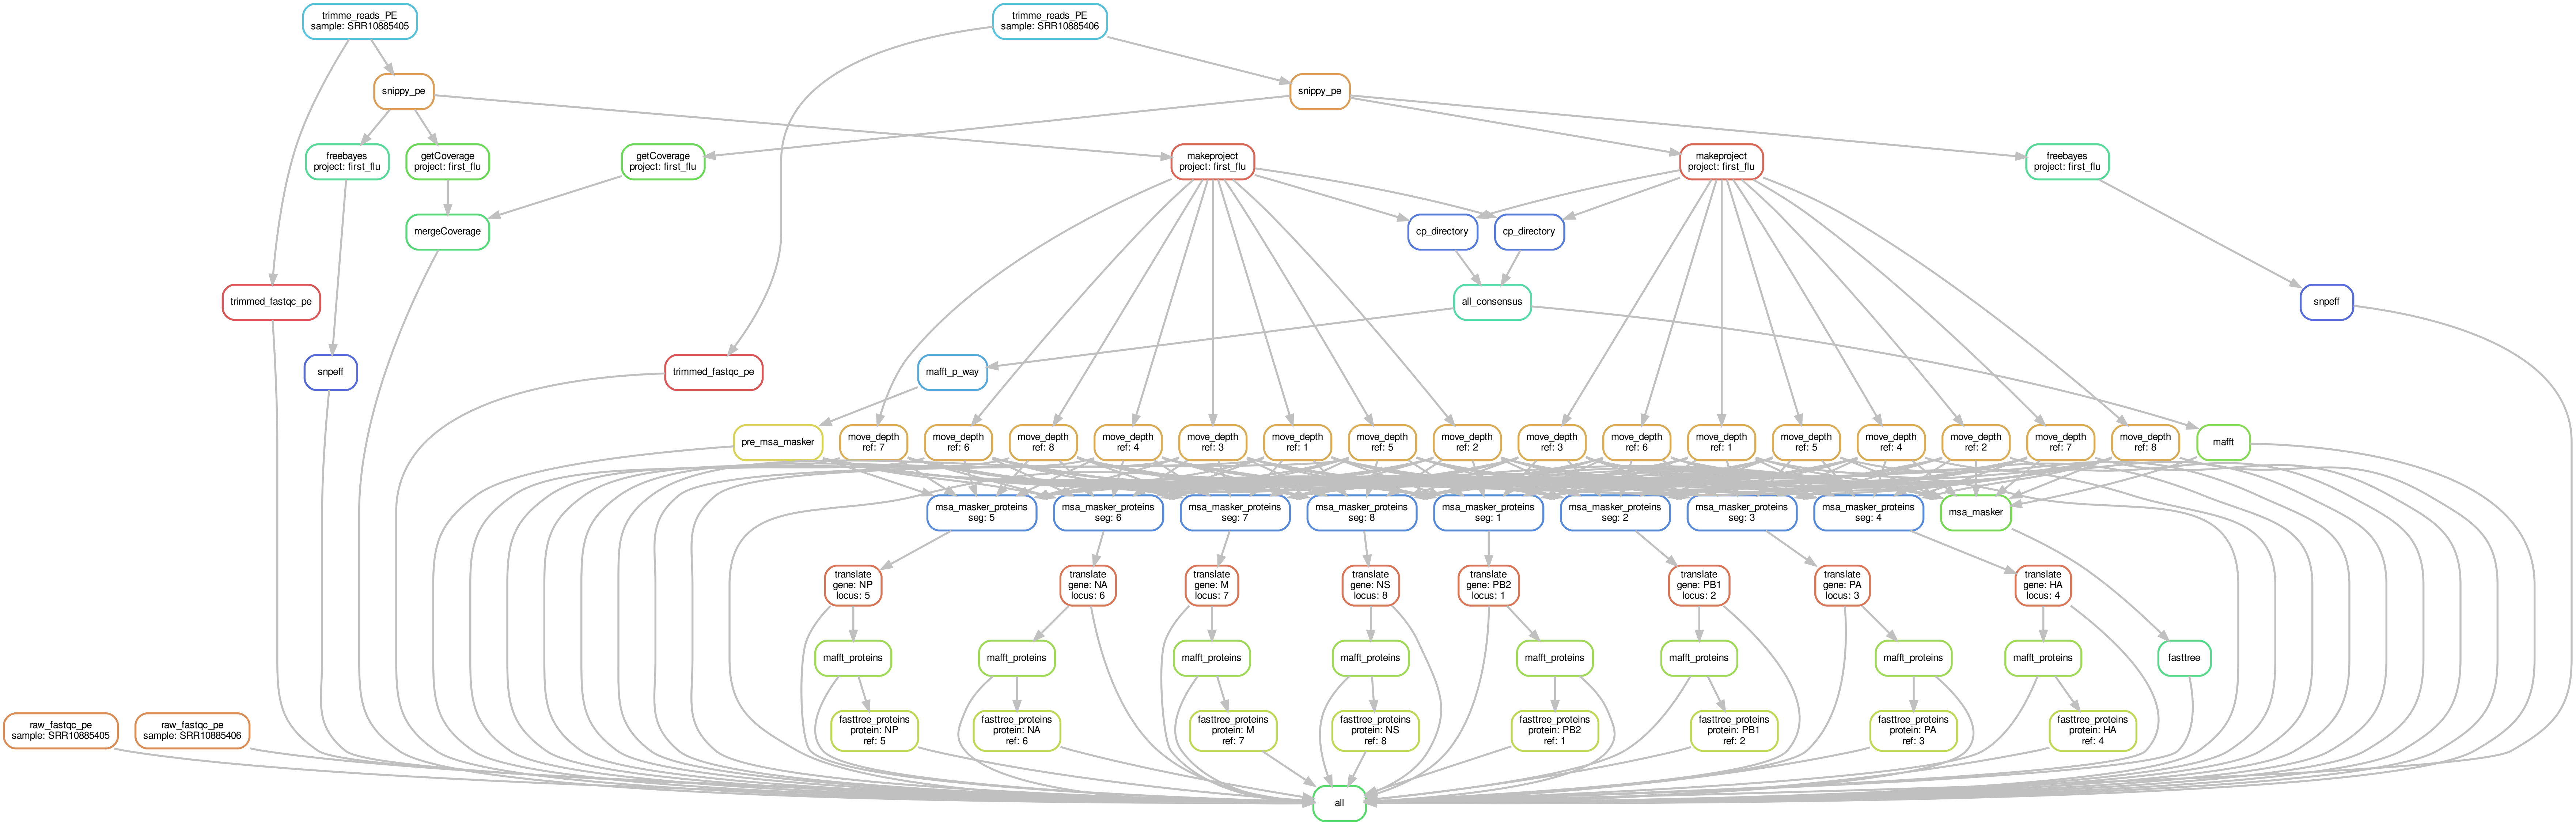 trimme_reads_PE
sample: SRR10885405
trimme_reads_PE
sample: SRR10885406
snippy_pe
snippy_pe
freebayes
project: first_flu
getCoverage
project: first_flu
getCoverage
project: first_flu
makeproject
project: first_flu
makeproject
project: first_flu
freebayes
project: first_flu
mergeCoverage
cp_directory
cp_directory
trimmed_fastqc_pe
all_consensus
snpeff
snpeff
trimmed_fastqc_pe
mafft_p_way
pre_msa_masker
move_depth
ref: 7
move_depth
ref: 6
move_depth
ref: 8
move_depth
ref: 4
move_depth
ref: 3
move_depth
ref: 1
move_depth
ref: 5
move_depth
ref: 2
move_depth
ref: 3
move_depth
ref: 6
move_depth
ref: 1
move_depth
ref: 5
move_depth
ref: 4
move_depth
ref: 2
move_depth
ref: 7
move_depth
ref: 8
mafft
msa_masker_proteins
seg: 5
msa_masker_proteins
seg: 6
msa_masker_proteins
seg: 7
msa_masker_proteins
seg: 8
msa_masker_proteins
seg: 1
msa_masker_proteins
seg: 2
msa_masker_proteins
seg: 3
msa_masker_proteins
seg: 4
msa_masker
translate
gene: NP
locus: 5
translate
gene: NA
locus: 6
translate
gene: M
locus: 7
translate
gene: NS
locus: 8
translate
gene: PB2
locus: 1
translate
gene: PB1
locus: 2
translate
gene: PA
locus: 3
translate
gene: HA
locus: 4
mafft_proteins
mafft_proteins
mafft_proteins
mafft_proteins
mafft_proteins
mafft_proteins
mafft_proteins
mafft_proteins
fasttree
raw_fastqc_pe
sample: SRR10885405
raw_fastqc_pe
sample: SRR10885406
fasttree_proteins
protein: NP
ref: 5
fasttree_proteins
protein: NA
ref: 6
fasttree_proteins
protein: M
ref: 7
fasttree_proteins
protein: NS
ref: 8
fasttree_proteins
protein: PB2
ref: 1
fasttree_proteins
protein: PB1
ref: 2
fasttree_proteins
protein: PA
ref: 3
fasttree_proteins
protein: HA
ref: 4
all